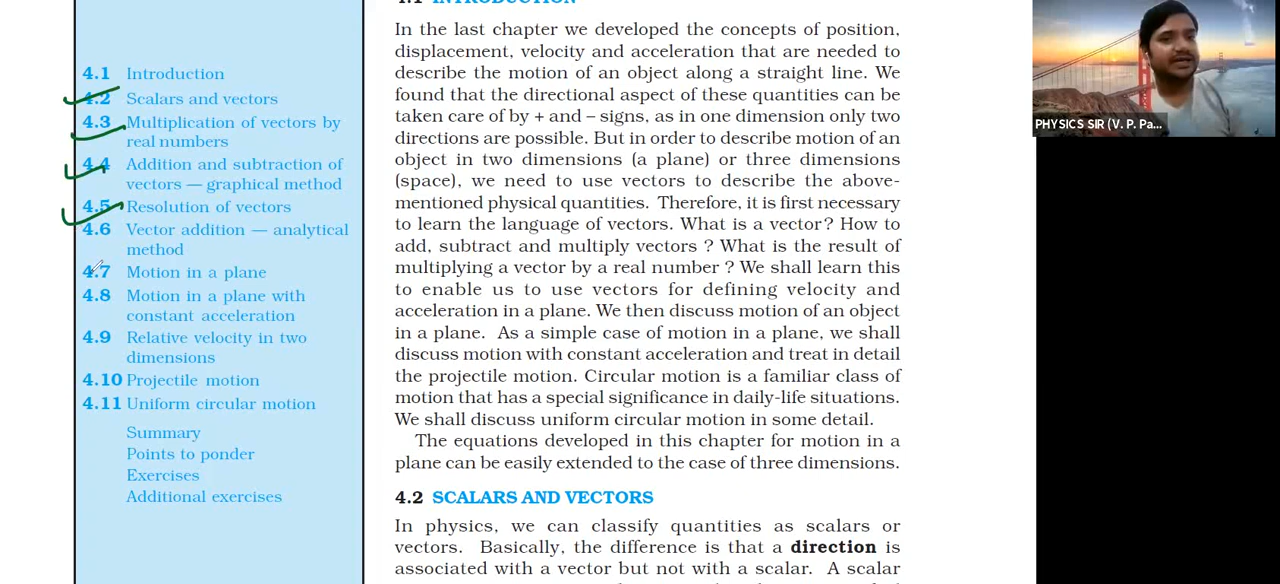 4.1 Introduction
4.2 Scalars and vectors
4.3 Multiplication of vectors by
real numbers
4.4 Addition and subtraction of
vectors — graphical method
4.5 Resolution of vectors
4.6 Vector addition — analytical
method
4.7 Motion in a plane
4.8 Motion in a plane with
constant acceleration
4.9 Relative velocity in two
dimensions
4.10 Projectile motion
4.11 Uniform circular motion
Summary
Points to ponder
Exercises
Additional exercises
4.1 INTRODUCTION
In the last chapter we developed the concepts of position,
displacement, velocity and acceleration that are needed to
describe the motion of an object along a straight line. We
found that the directional aspect of these quantities can be
taken care of by + and – signs, as in one dimension only two
directions are possible. But in order to describe motion of an
object in two dimensions (a plane) or three dimensions
(space), we need to use vectors to describe the above-
mentioned physical quantities. Therefore, it is first necessary
to learn the language of vectors. What is a vector? How to
add, subtract and multiply vectors ? What is the result of
multiplying a vector by a real number ? We shall learn this
to enable us to use vectors for defining velocity and
acceleration in a plane. We then discuss motion of an object
in a plane. As a simple case of motion in a plane, we shall
discuss motion with constant acceleration and treat in detail
the projectile motion. Circular motion is a familiar class of
motion that has a special significance in daily-life situations.
We shall discuss uniform circular motion in some detail.
The equations developed in this chapter for motion in a
plane can be easily extended to the case of three dimensions.
4.2 SCALARS AND VECTORS
In physics, we can classify quantities as scalars or
vectors. Basically, the difference is that a direction is
associated with a vector but not with a scalar. A scalar
PHYSICS SIR (V. P. Pa...